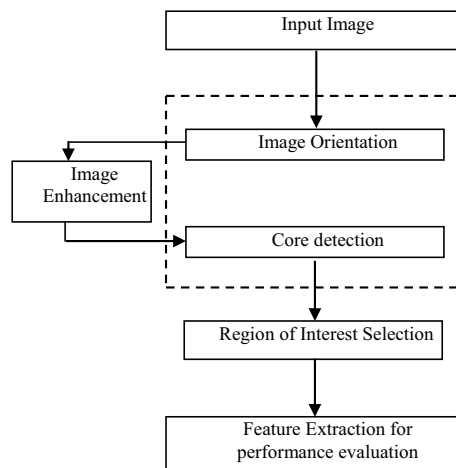 Input Image
Image Orientation
Image
Enhancement
Core detection
Region of Interest Selection
Feature Extraction for
performance evaluation